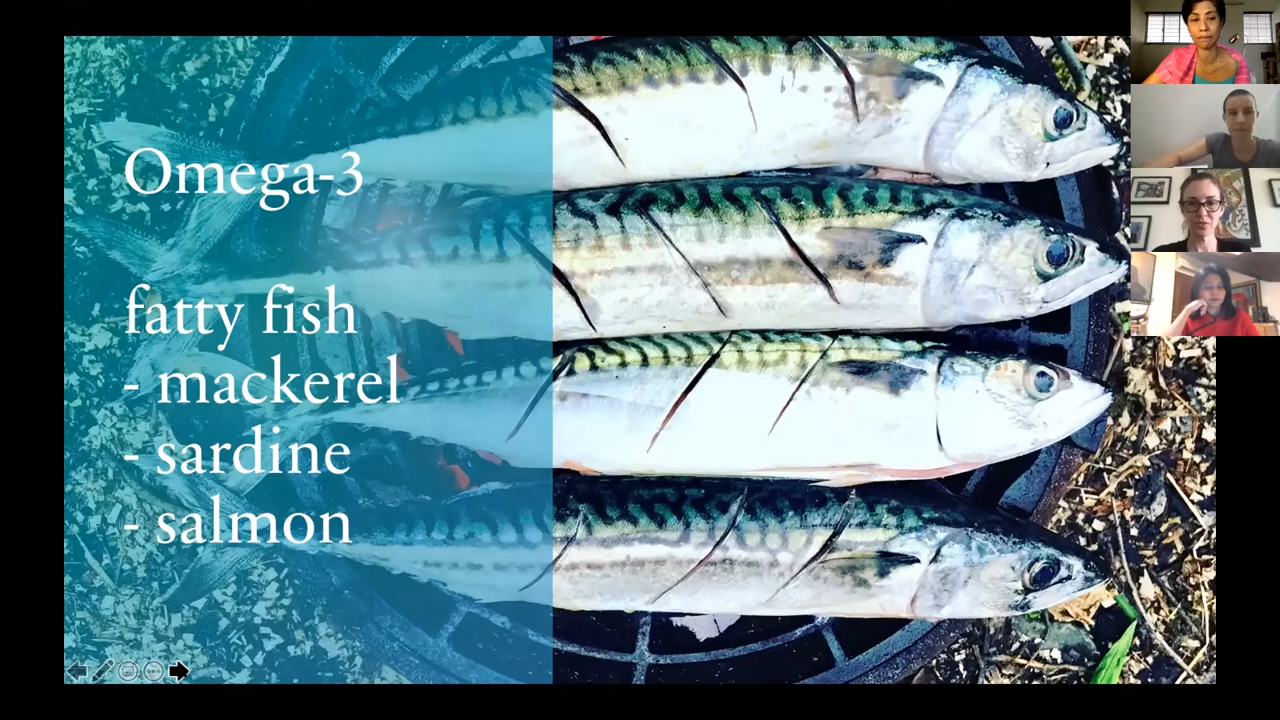 Omega-3
fatty fish
- mackerel
- sardine
- salmon